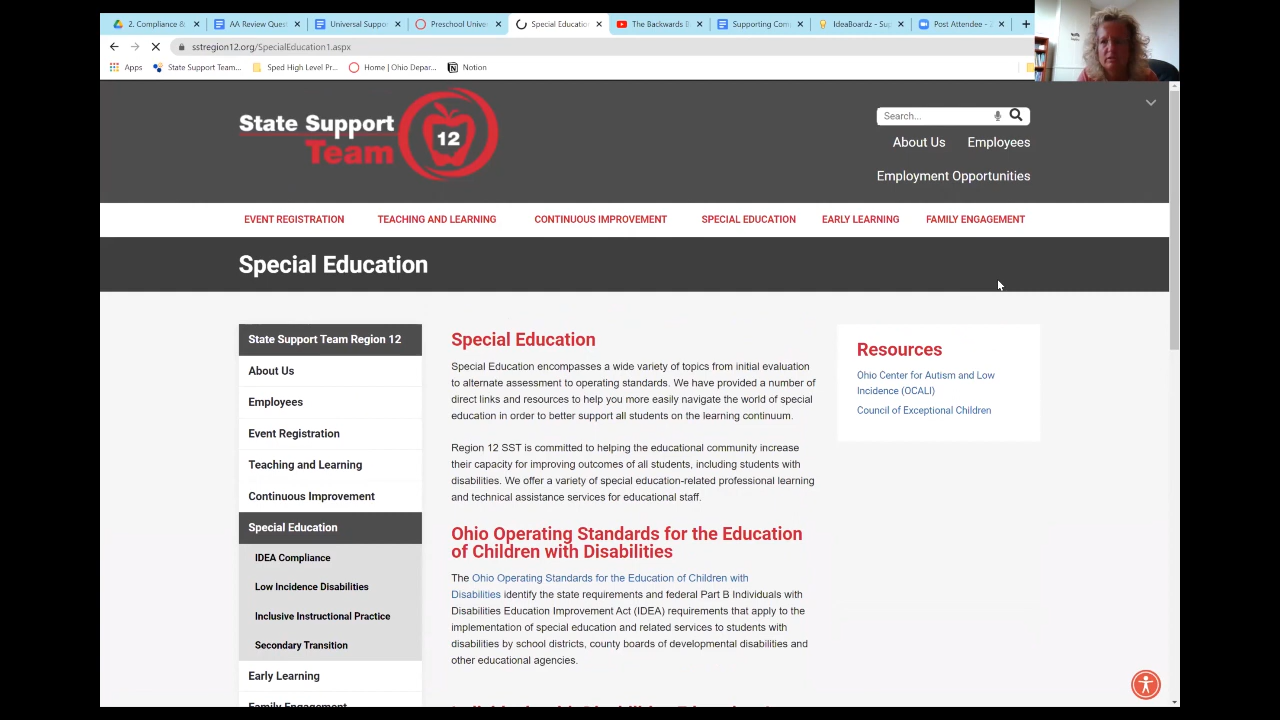 2. Compliance &
AA Review Ques
Universal Suppo
Preschool Unive
Special Educatio
The Backwards
Supporting Com
IdeaBoardz - Sup
Post Attendee -
sstregion12.org/SpecialEducation1.aspx
Apps
State Support Team...
Sped High Level Pr...
Home | Ohio Depar...
Notion
State Support
Team
12
Search...
About Us
Employees
Employment Opportunities
EVENT REGISTRATION
TEACHING AND LEARNING
CONTINUOUS IMPROVEMENT
SPECIAL EDUCATION
EARLY LEARNING
FAMILY ENGAGEMENT
Special Education
State Support Team Region 12
About Us
Employees
Event Registration
Teaching and Learning
Continuous Improvement
Special Education
IDEA Compliance
Low Incidence Disabilities
Inclusive Instructional Practice
Secondary Transition
Early Learning
Family Engagement
Special Education
Special Education encompasses a wide variety of topics from initial evaluation
to alternate assessment to operating standards. We have provided a number of
direct links and resources to help you more easily navigate the world of special
education in order to better support all students on the learning continuum.
Region 12 SST is committed to helping the educational community increase
their capacity for improving outcomes of all students, including students with
disabilities. We offer a variety of special education-related professional learning
and technical assistance services for educational staff.
Ohio Operating Standards for the Education
of Children with Disabilities
The Ohio Operating Standards for the Education of Children with
Disabilities identify the state requirements and federal Part B Individuals with
Disabilities Education Improvement Act (IDEA) requirements that apply to the
implementation of special education and related services to students with
disabilities by school districts, county boards of developmental disabilities and
other educational agencies.
Resources
Ohio Center for Autism and Low
Incidence (OCALI)
Council of Exceptional Children